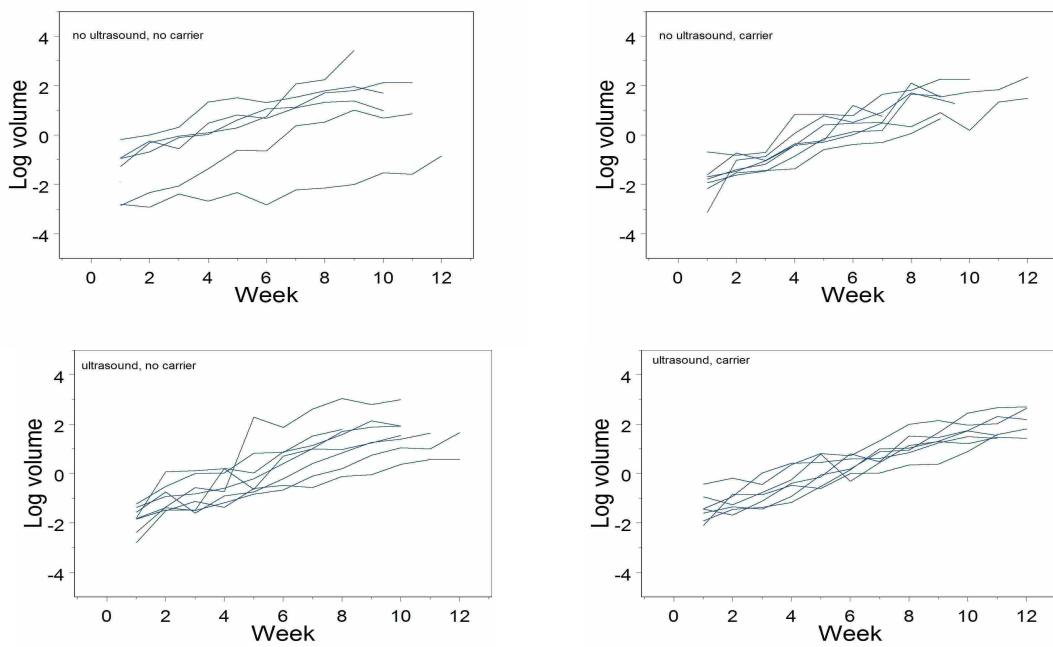 no ultrasound, no carrier
4
2
0
-2
-4
Log volume
0 2 4 6 8 10 12
Week
no ultrasound, carrier
4
2
0
-2
-4
Log volume
0 2 4 6 8 10 12
Week
ultrasound, no carrier
4
2
0
-2
-4
Log volume
0 2 4 6 8 10 12
Week
ultrasound, carrier
4
2
0
-2
-4
Log volume
0 2 4 6 8 10 12
Week